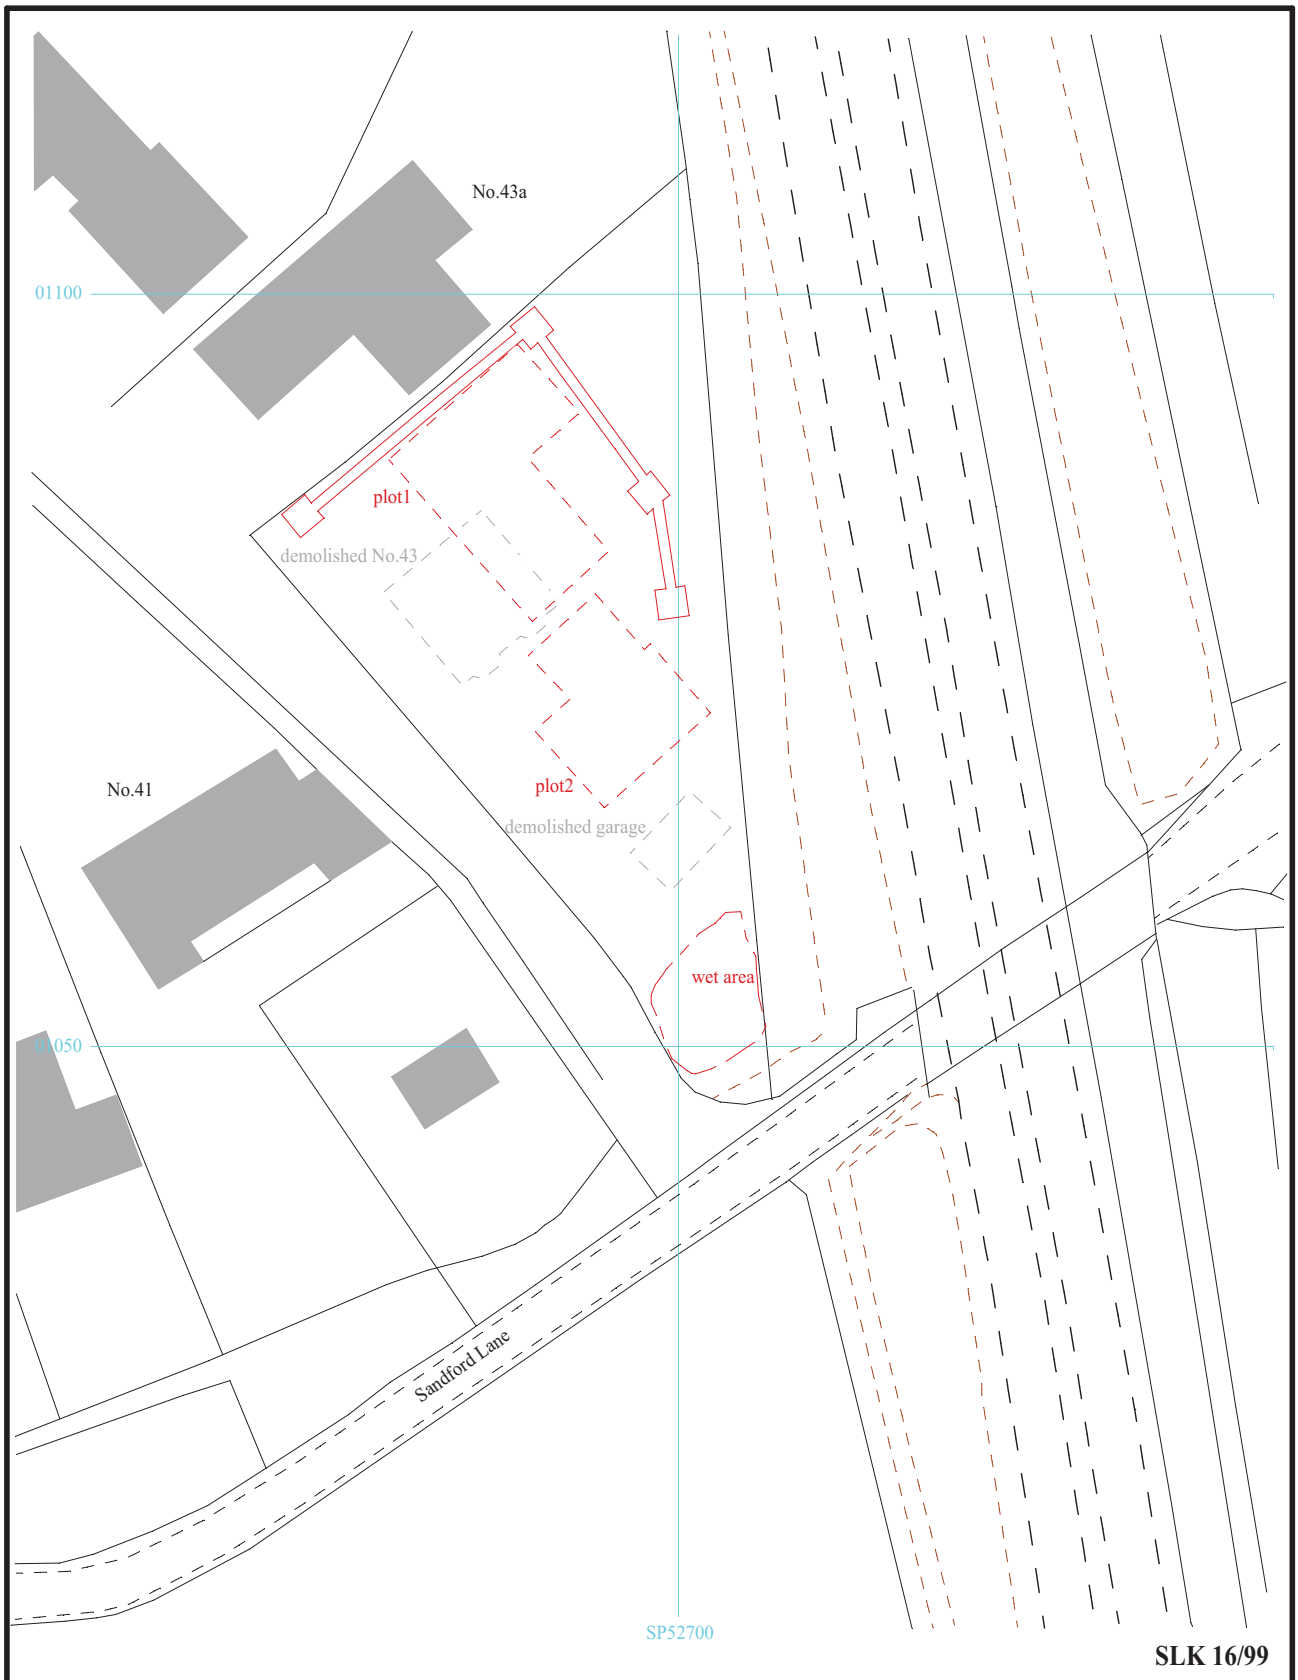 No.43a
01100
plot1
demolished No.43
No.41
plot2
demolished garage
wet area
01050
Sandford Lane
SP52700
SLK 16/99